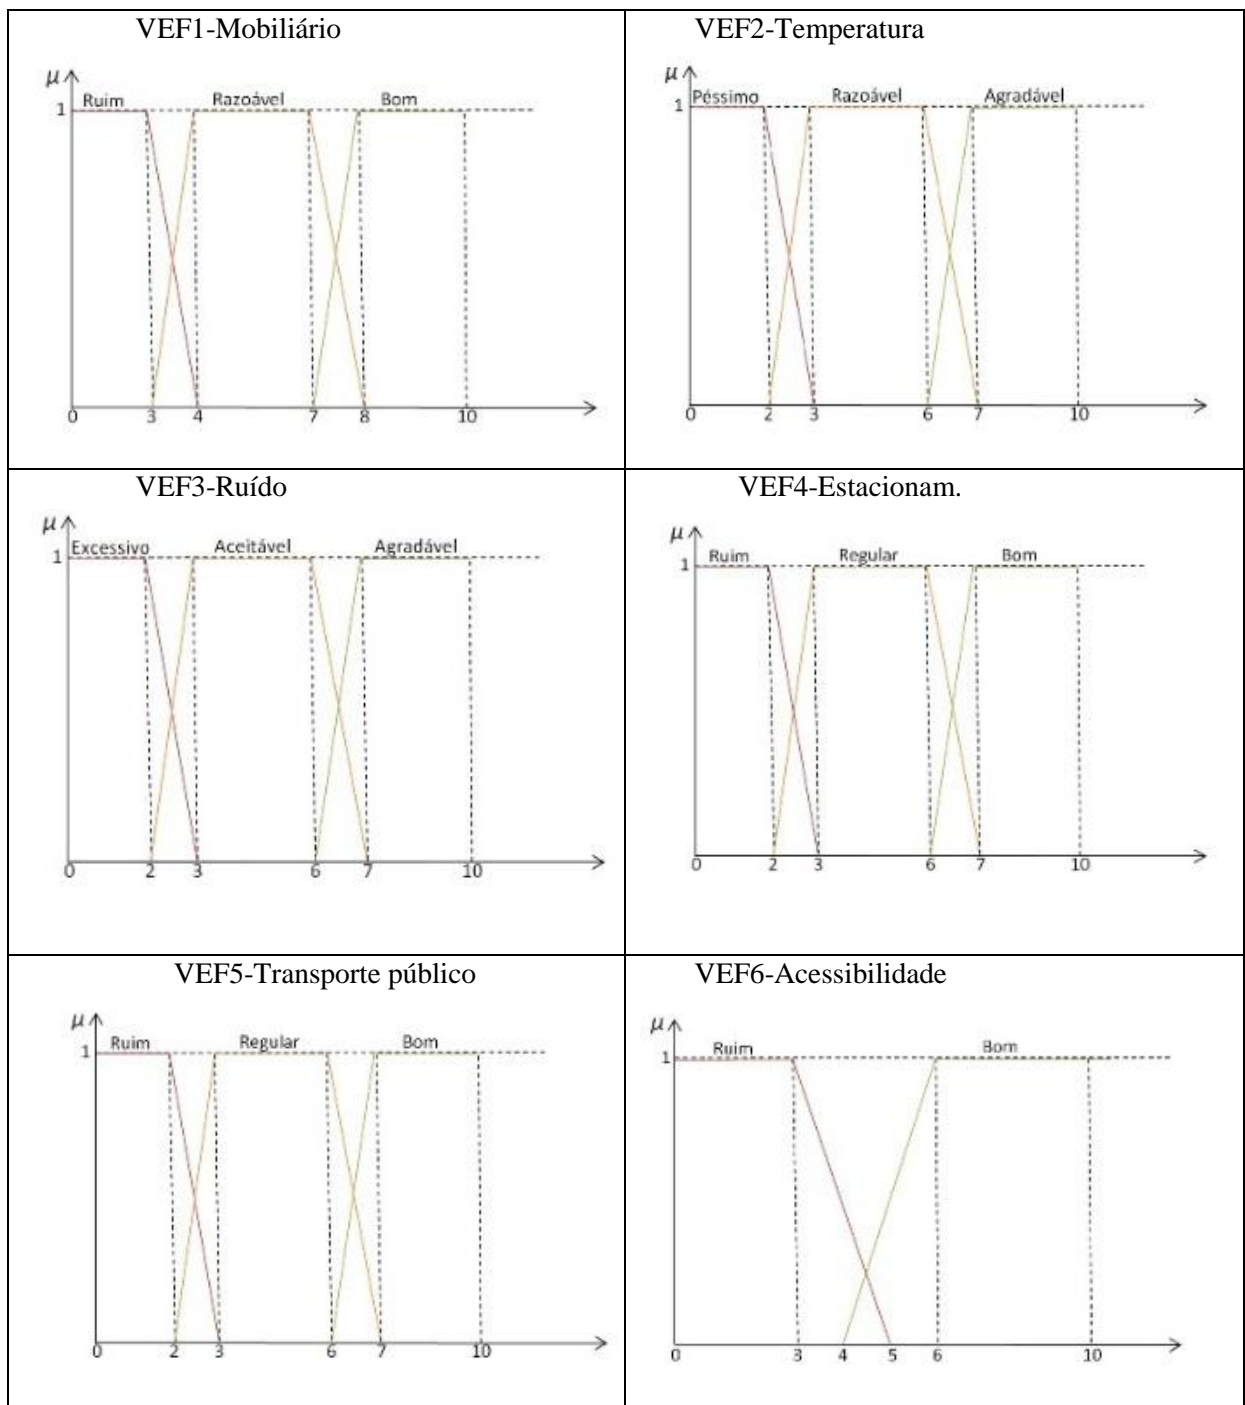 VEF1-Mobiliário
μ
Ruim Razoável Bom
1
0 3 4 7 8 10
VEF2-Temperatura
μ
Péssimo Razoável Agradável
1
0 2 3 6 7 10
VEF3-Ruído
μ
Excessivo Aceitável Agradável
1
0 2 3 6 7 10
VEF4-Estacionam.
μ
Ruim Regular Bom
1
0 2 3 6 7 10
VEF5-Transporte público
μ
Ruim Regular Bom
1
0 2 3 6 7 10
VEF6-Acessibilidade
μ
Ruim Bom
1
0 3 4 5 6 10